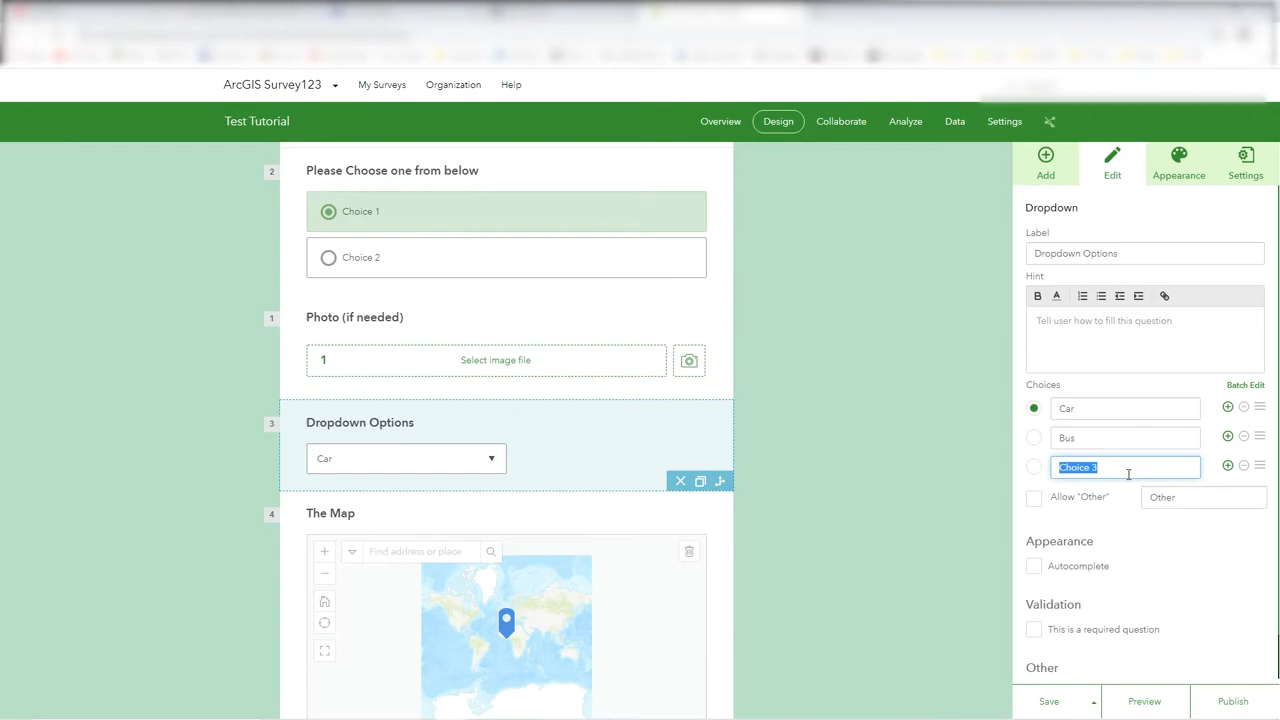 ArcGIS Survey123 My Surveys Organization Help
Test Tutorial Overview Design Collaborate Analyze Data Settings
2 Please Choose one from below
Choice 1
Choice 2
1 Photo (if needed)
1 Select image file
3 Dropdown Options
Car
4 The Map
Find address or place
Add Edit Appearance Settings
Dropdown
Label
Dropdown Options
Hint
B A
Tell user how to fill this question
Choices Batch Edit
Car
Bus
Choice 3
Allow "Other" Other
Appearance
Autocomplete
Validation
This is a required question
Other
Save Preview Publish